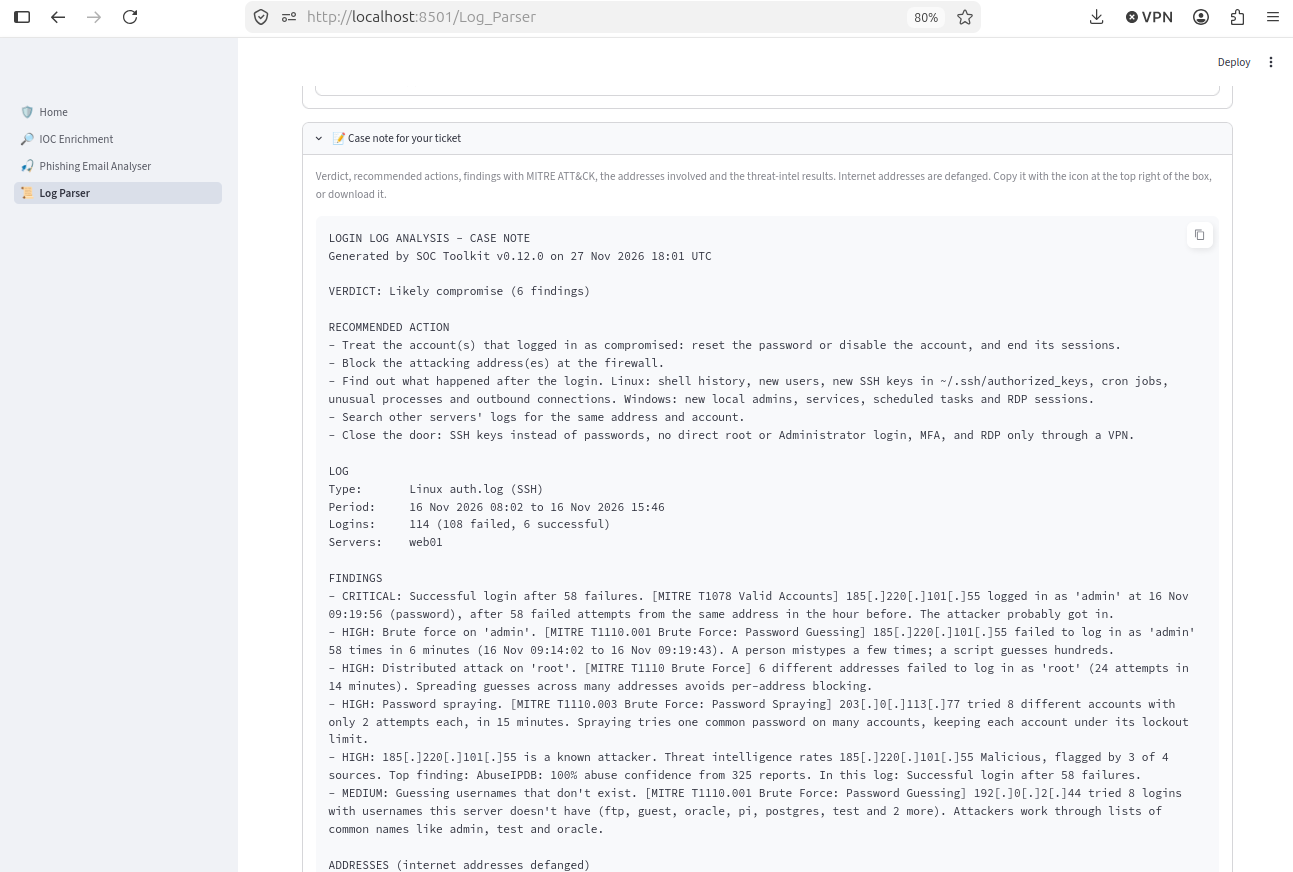 http://localhost:8501/Log_Parser
80%
VPN
Deploy
Home
IOC Enrichment
Phishing Email Analyser
Log Parser
Case note for your ticket
Verdict, recommended actions, findings with MITRE ATT&CK, the addresses involved and the threat-intel results. Internet addresses are defanged. Copy it with the icon at the top right of the box,
or download it.
LOGIN LOG ANALYSIS – CASE NOTE
Generated by SOC Toolkit v0.12.0 on 27 Nov 2026 18:01 UTC
VERDICT: Likely compromise (6 findings)
RECOMMENDED ACTION
– Treat the account(s) that logged in as compromised: reset the password or disable the account, and end its sessions.
– Block the attacking address(es) at the firewall.
– Find out what happened after the login. Linux: shell history, new users, new SSH keys in ~/.ssh/authorized_keys, cron jobs,
unusual processes and outbound connections. Windows: new local admins, services, scheduled tasks and RDP sessions.
– Search other servers' logs for the same address and account.
– Close the door: SSH keys instead of passwords, no direct root or Administrator login, MFA, and RDP only through a VPN.
LOG
Type: Linux auth.log (SSH)
Period: 16 Nov 2026 08:02 to 16 Nov 2026 15:46
Logins: 114 (108 failed, 6 successful)
Servers: web01
FINDINGS
– CRITICAL: Successful login after 58 failures. [MITRE T1078 Valid Accounts] 185[.]220[.]101[.]55 logged in as 'admin' at 16 Nov
09:19:56 (password), after 58 failed attempts from the same address in the hour before. The attacker probably got in.
– HIGH: Brute force on 'admin'. [MITRE T1110.001 Brute Force: Password Guessing] 185[.]220[.]101[.]55 failed to log in as 'admin'
58 times in 6 minutes (16 Nov 09:14:02 to 16 Nov 09:19:43). A person mistypes a few times; a script guesses hundreds.
– HIGH: Distributed attack on 'root'. [MITRE T1110 Brute Force] 6 different addresses failed to log in as 'root' (24 attempts in
14 minutes). Spreading guesses across many addresses avoids per-address blocking.
– HIGH: Password spraying. [MITRE T1110.003 Brute Force: Password Spraying] 203[.]0[.]113[.]77 tried 8 different accounts with
only 2 attempts each, in 15 minutes. Spraying tries one common password on many accounts, keeping each account under its lockout
limit.
– HIGH: 185[.]220[.]101[.]55 is a known attacker. Threat intelligence rates 185[.]220[.]101[.]55 Malicious, flagged by 3 of 4
sources. Top finding: AbuseIPDB: 100% abuse confidence from 325 reports. In this log: Successful login after 58 failures.
– MEDIUM: Guessing usernames that don't exist. [MITRE T1110.001 Brute Force: Password Guessing] 192[.]0[.]2[.]44 tried 8 logins
with usernames this server doesn't have (ftp, guest, oracle, pi, postgres, test and 2 more). Attackers work through lists of
common names like admin, test and oracle.
ADDRESSES (internet addresses defanged)